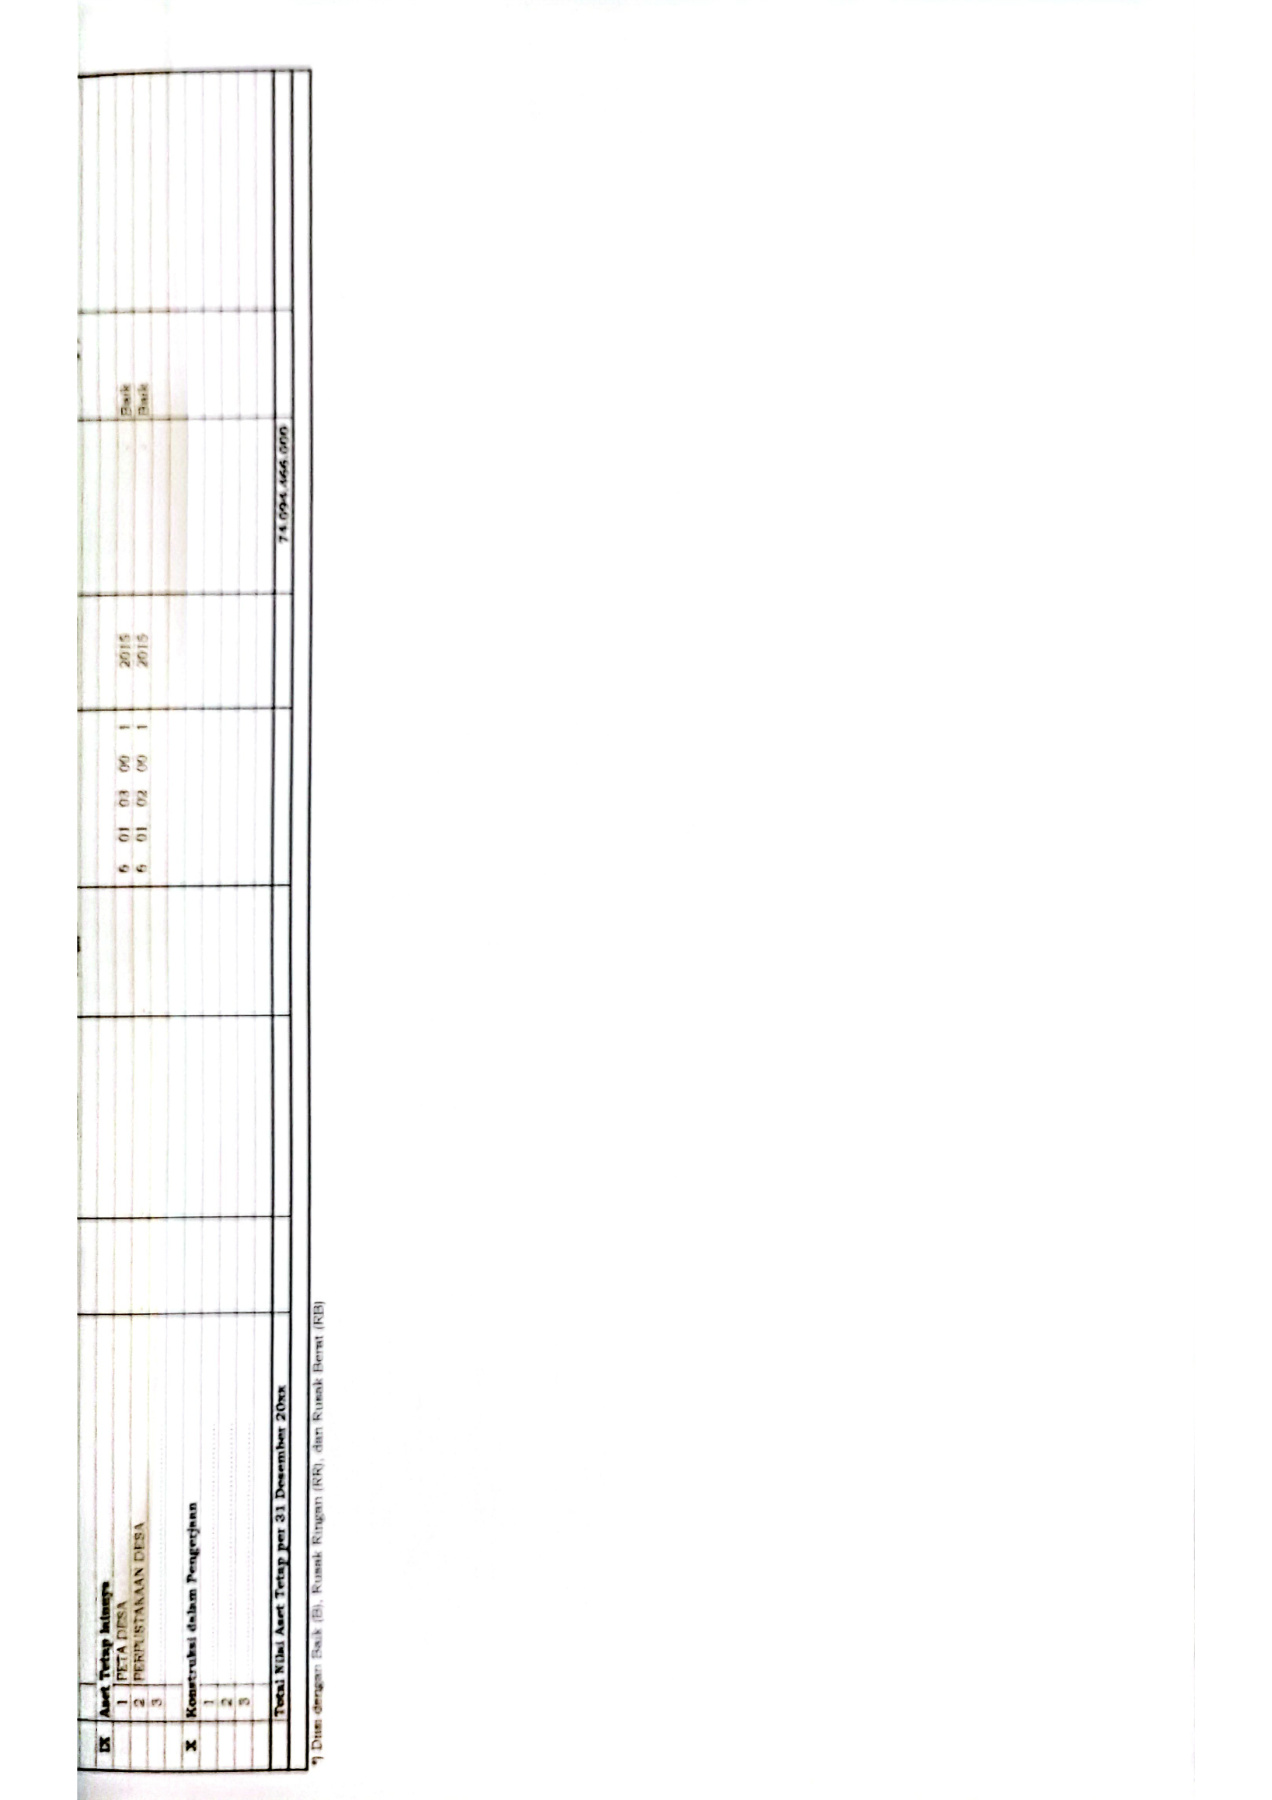 IX Aset Tetap lainnya
1 PETA DESA 6 01 03 00 1 2015 - Baik
2 PERPUSTAKAAN DESA 6 01 02 00 1 2015 - Baik
3
X Konstruksi dalam Pengerjaan
1
2
3
Total Nilai Aset Tetap per 31 Desember 20xx 74.094.466.000
*) Diisi dengan Baik (B), Rusak Ringan (RR), dan Rusak Berat (RB)